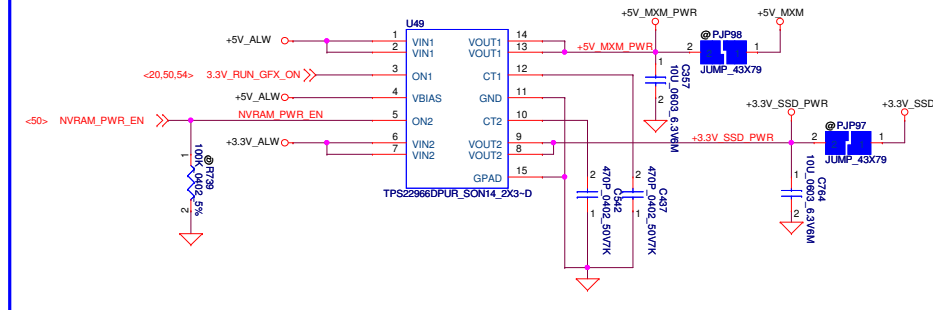 U49
+5V_ALW
1 VIN1
2 VIN1
<20,50,54> 3.3V_RUN_GFX_ON
3 ON1
+5V_ALW
4 VBIAS
<50> NVRAM_PWR_EN
NVRAM_PWR_EN
5 ON2
+3.3V_ALW
6 VIN2
7 VIN2
VOUT1 14
VOUT1 13
CT1 12
GND 11
CT2 10
VOUT2 9
VOUT2 8
GPAD 15
TPS22966DPUR_SON14_2X3~D
1
2
@R739
100K_0402_5%
+5V_MXM_PWR
+5V_MXM_PWR
+5V_MXM
@PJP98
2 1
JUMP_43X79
1
2
C357
10U_0603_6.3V6M
+3.3V_SSD_PWR
+3.3V_SSD_PWR
+3.3V_SSD
@PJP97
2 1
JUMP_43X79
1
2
C764
10U_0603_6.3V6M
2
1
C542
470P_0402_50V7K
2
1
C437
470P_0402_50V7K